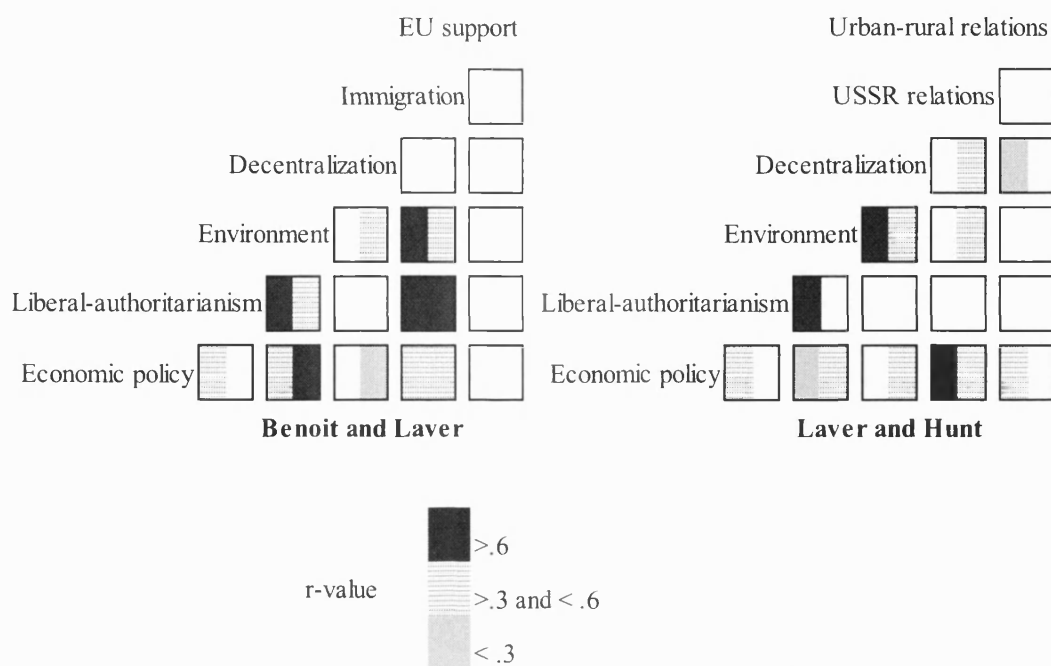 EU support
Immigration
Decentralization
Environment
Liberal-authoritarianism
Economic policy
Benoit and Laver
Urban-rural relations
USSR relations
Decentralization
Environment
Liberal-authoritarianism
Economic policy
Laver and Hunt
r-value
>.6
>.3 and < .6
< .3